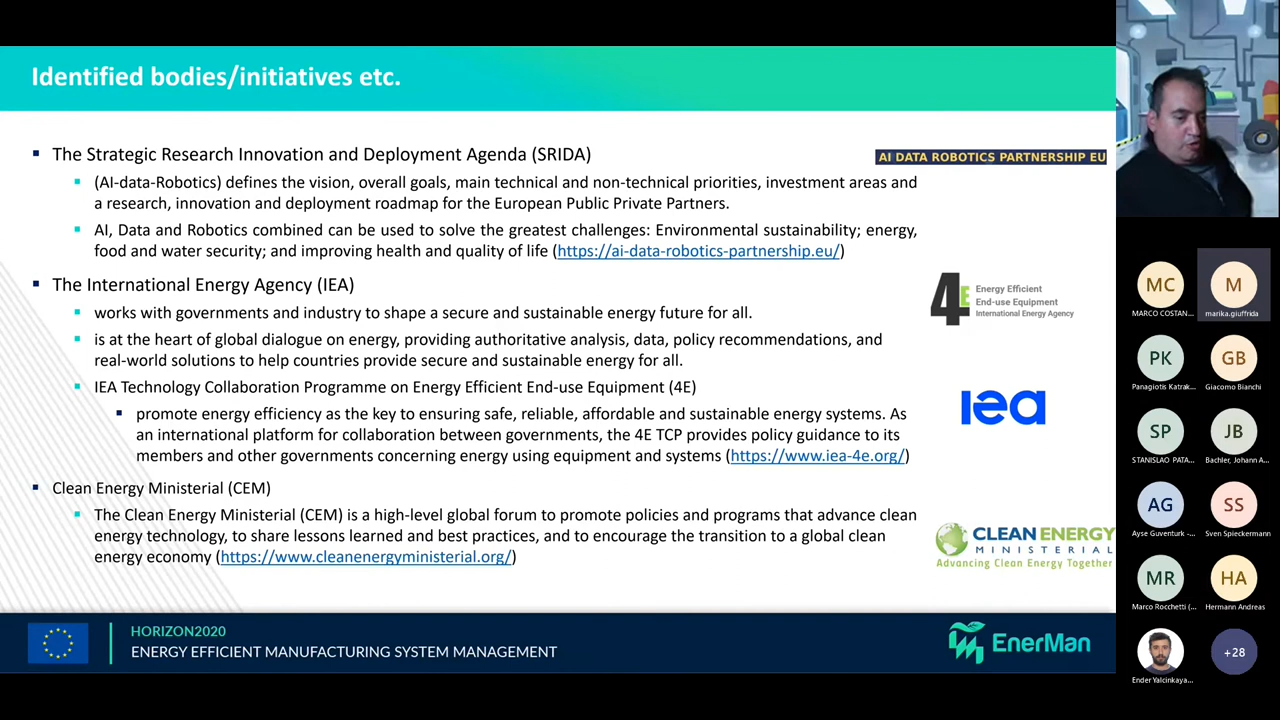 Identified bodies/initiatives etc.
The Strategic Research Innovation and Deployment Agenda (SRIDA)
(AI-data-Robotics) defines the vision, overall goals, main technical and non-technical priorities, investment areas and
a research, innovation and deployment roadmap for the European Public Private Partners.
AI, Data and Robotics combined can be used to solve the greatest challenges: Environmental sustainability; energy,
food and water security; and improving health and quality of life (https://ai-data-robotics-partnership.eu/)
AI DATA ROBOTICS PARTNERSHIP EU
The International Energy Agency (IEA)
works with governments and industry to shape a secure and sustainable energy future for all.
is at the heart of global dialogue on energy, providing authoritative analysis, data, policy recommendations, and
real-world solutions to help countries provide secure and sustainable energy for all.
IEA Technology Collaboration Programme on Energy Efficient End-use Equipment (4E)
promote energy efficiency as the key to ensuring safe, reliable, affordable and sustainable energy systems. As
an international platform for collaboration between governments, the 4E TCP provides policy guidance to its
members and other governments concerning energy using equipment and systems (https://www.iea-4e.org/)
4E
Energy Efficient
End-use Equipment
International Energy Agency
iea
Clean Energy Ministerial (CEM)
The Clean Energy Ministerial (CEM) is a high-level global forum to promote policies and programs that advance clean
energy technology, to share lessons learned and best practices, and to encourage the transition to a global clean
energy economy (https://www.cleanenergyministerial.org/)
CLEAN ENERGY
MINISTERIAL
Advancing Clean Energy Together
HORIZON2020
ENERGY EFFICIENT MANUFACTURING SYSTEM MANAGEMENT
EnerMan
MC
MARCO COSTAN...
M
marika.giuffrida
PK
Panagiotis Katrak...
GB
Giacomo Bianchi
SP
STANISLAO PATA...
JB
Bachler, Johann A...
AG
Ayse Guventurk -...
SS
Sven Spieckermann
MR
Marco Rocchetti (...
HA
Hermann Andreas
Ender Yalcinkaya...
+28